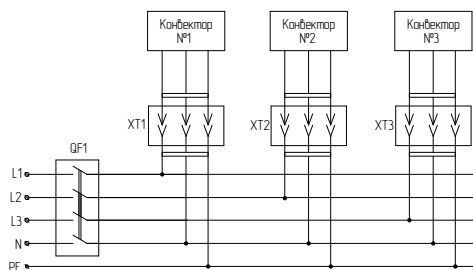 Конвектор
№1
Конвектор
№2
Конвектор
№3
XT1
XT2
XT3
QF1
L1
L2
L3
N
PE